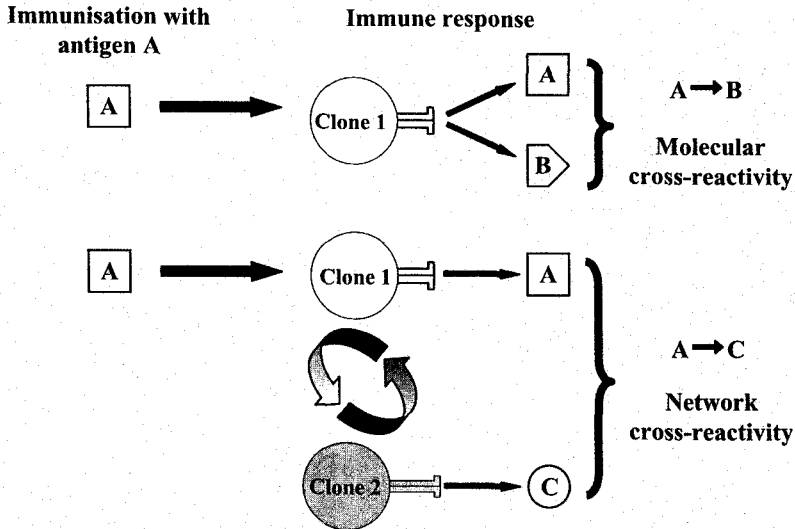 Immunisation with
antigen A
Immune response
A
Clone 1
A
B
A → B
Molecular
cross-reactivity
A
Clone 1
A
A → C
Network
cross-reactivity
Clone 2
C